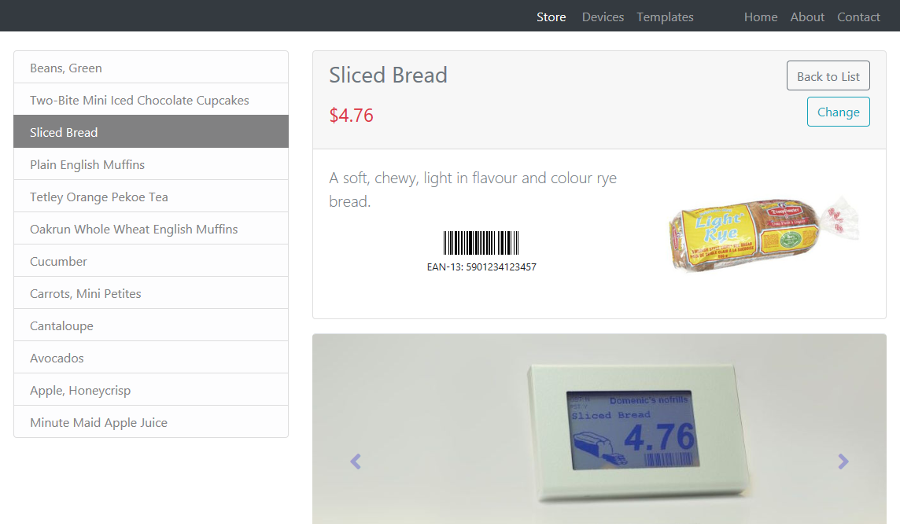 Store Devices Templates Home About Contact
Beans, Green
Two-Bite Mini Iced Chocolate Cupcakes
Sliced Bread
Plain English Muffins
Tetley Orange Pekoe Tea
Oakrun Whole Wheat English Muffins
Cucumber
Carrots, Mini Petites
Cantaloupe
Avocados
Apple, Honeycrisp
Minute Maid Apple Juice
Sliced Bread
Back to List
$4.76
Change
A soft, chewy, light in flavour and colour rye
bread.
EAN-13: 5901234123457
Light
Rye
Domenic's nofrills
Sliced Bread
4.76